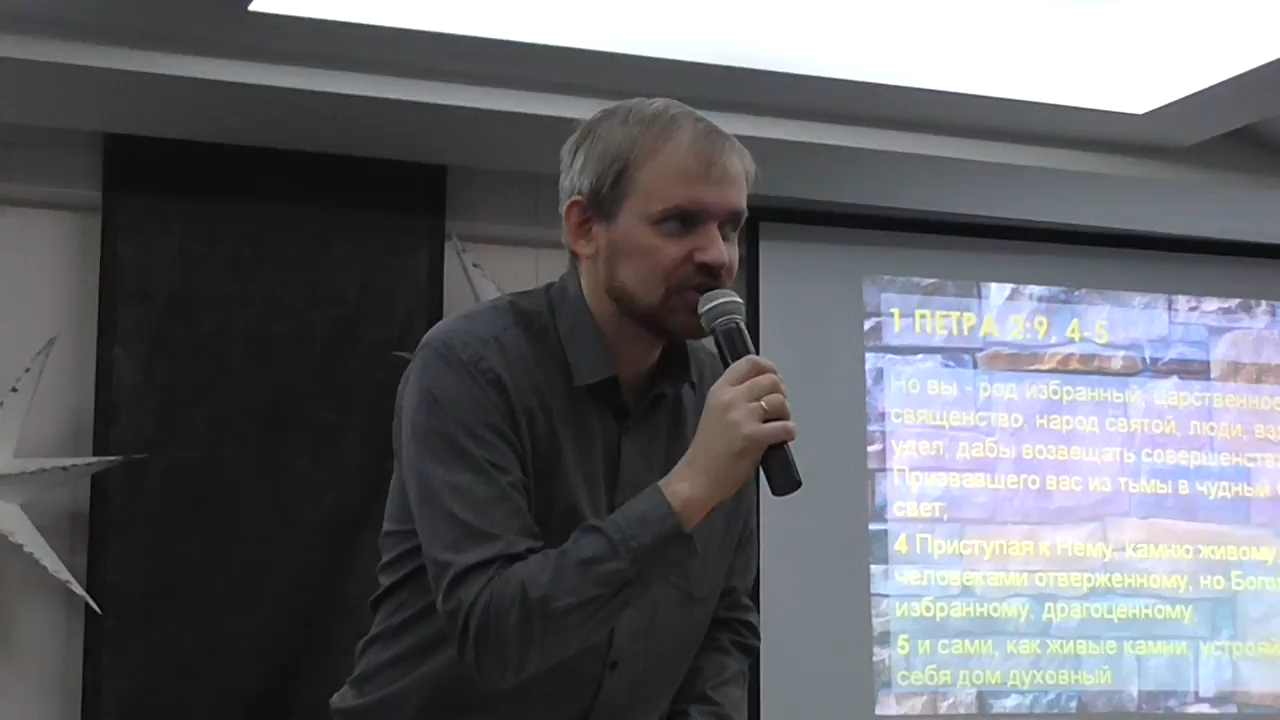 1 ПЕТРА 2:9, 4-5
Но вы - род избранный, царственное
священство, народ святой, люди,
удел, дабы возвещать
Призвавшего вас из тьмы в чудный
свет;
4 Приступая к Нему, камню живому,
человеками отверженному, но
избранному, драгоценному,
5 и сами, как живые камни,
себя дом духовный